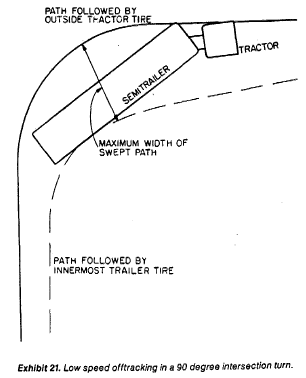 PATH FOLLOWED BY
OUTSIDE TRACTOR TIRE
TRACTOR
SEMITRAILER
MAXIMUM WIDTH OF
SWEPT PATH
PATH FOLLOWED BY
INNERMOST TRAILER TIRE
Exhibit 21. Low speed offtracking in a 90 degree intersection turn.